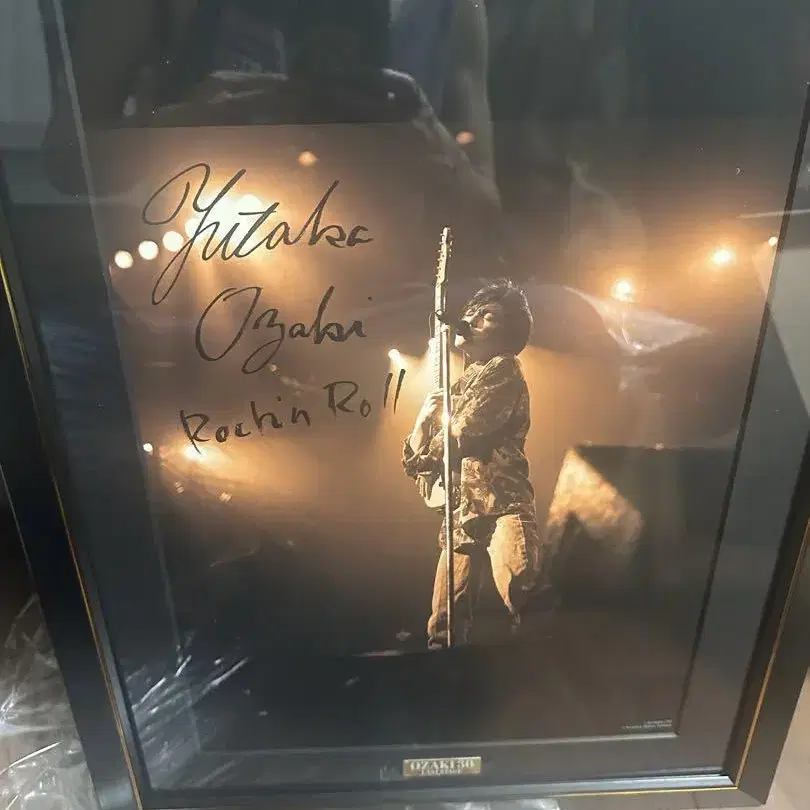 Yutaka
Ozaki
Rock'n Roll
OZAKI30